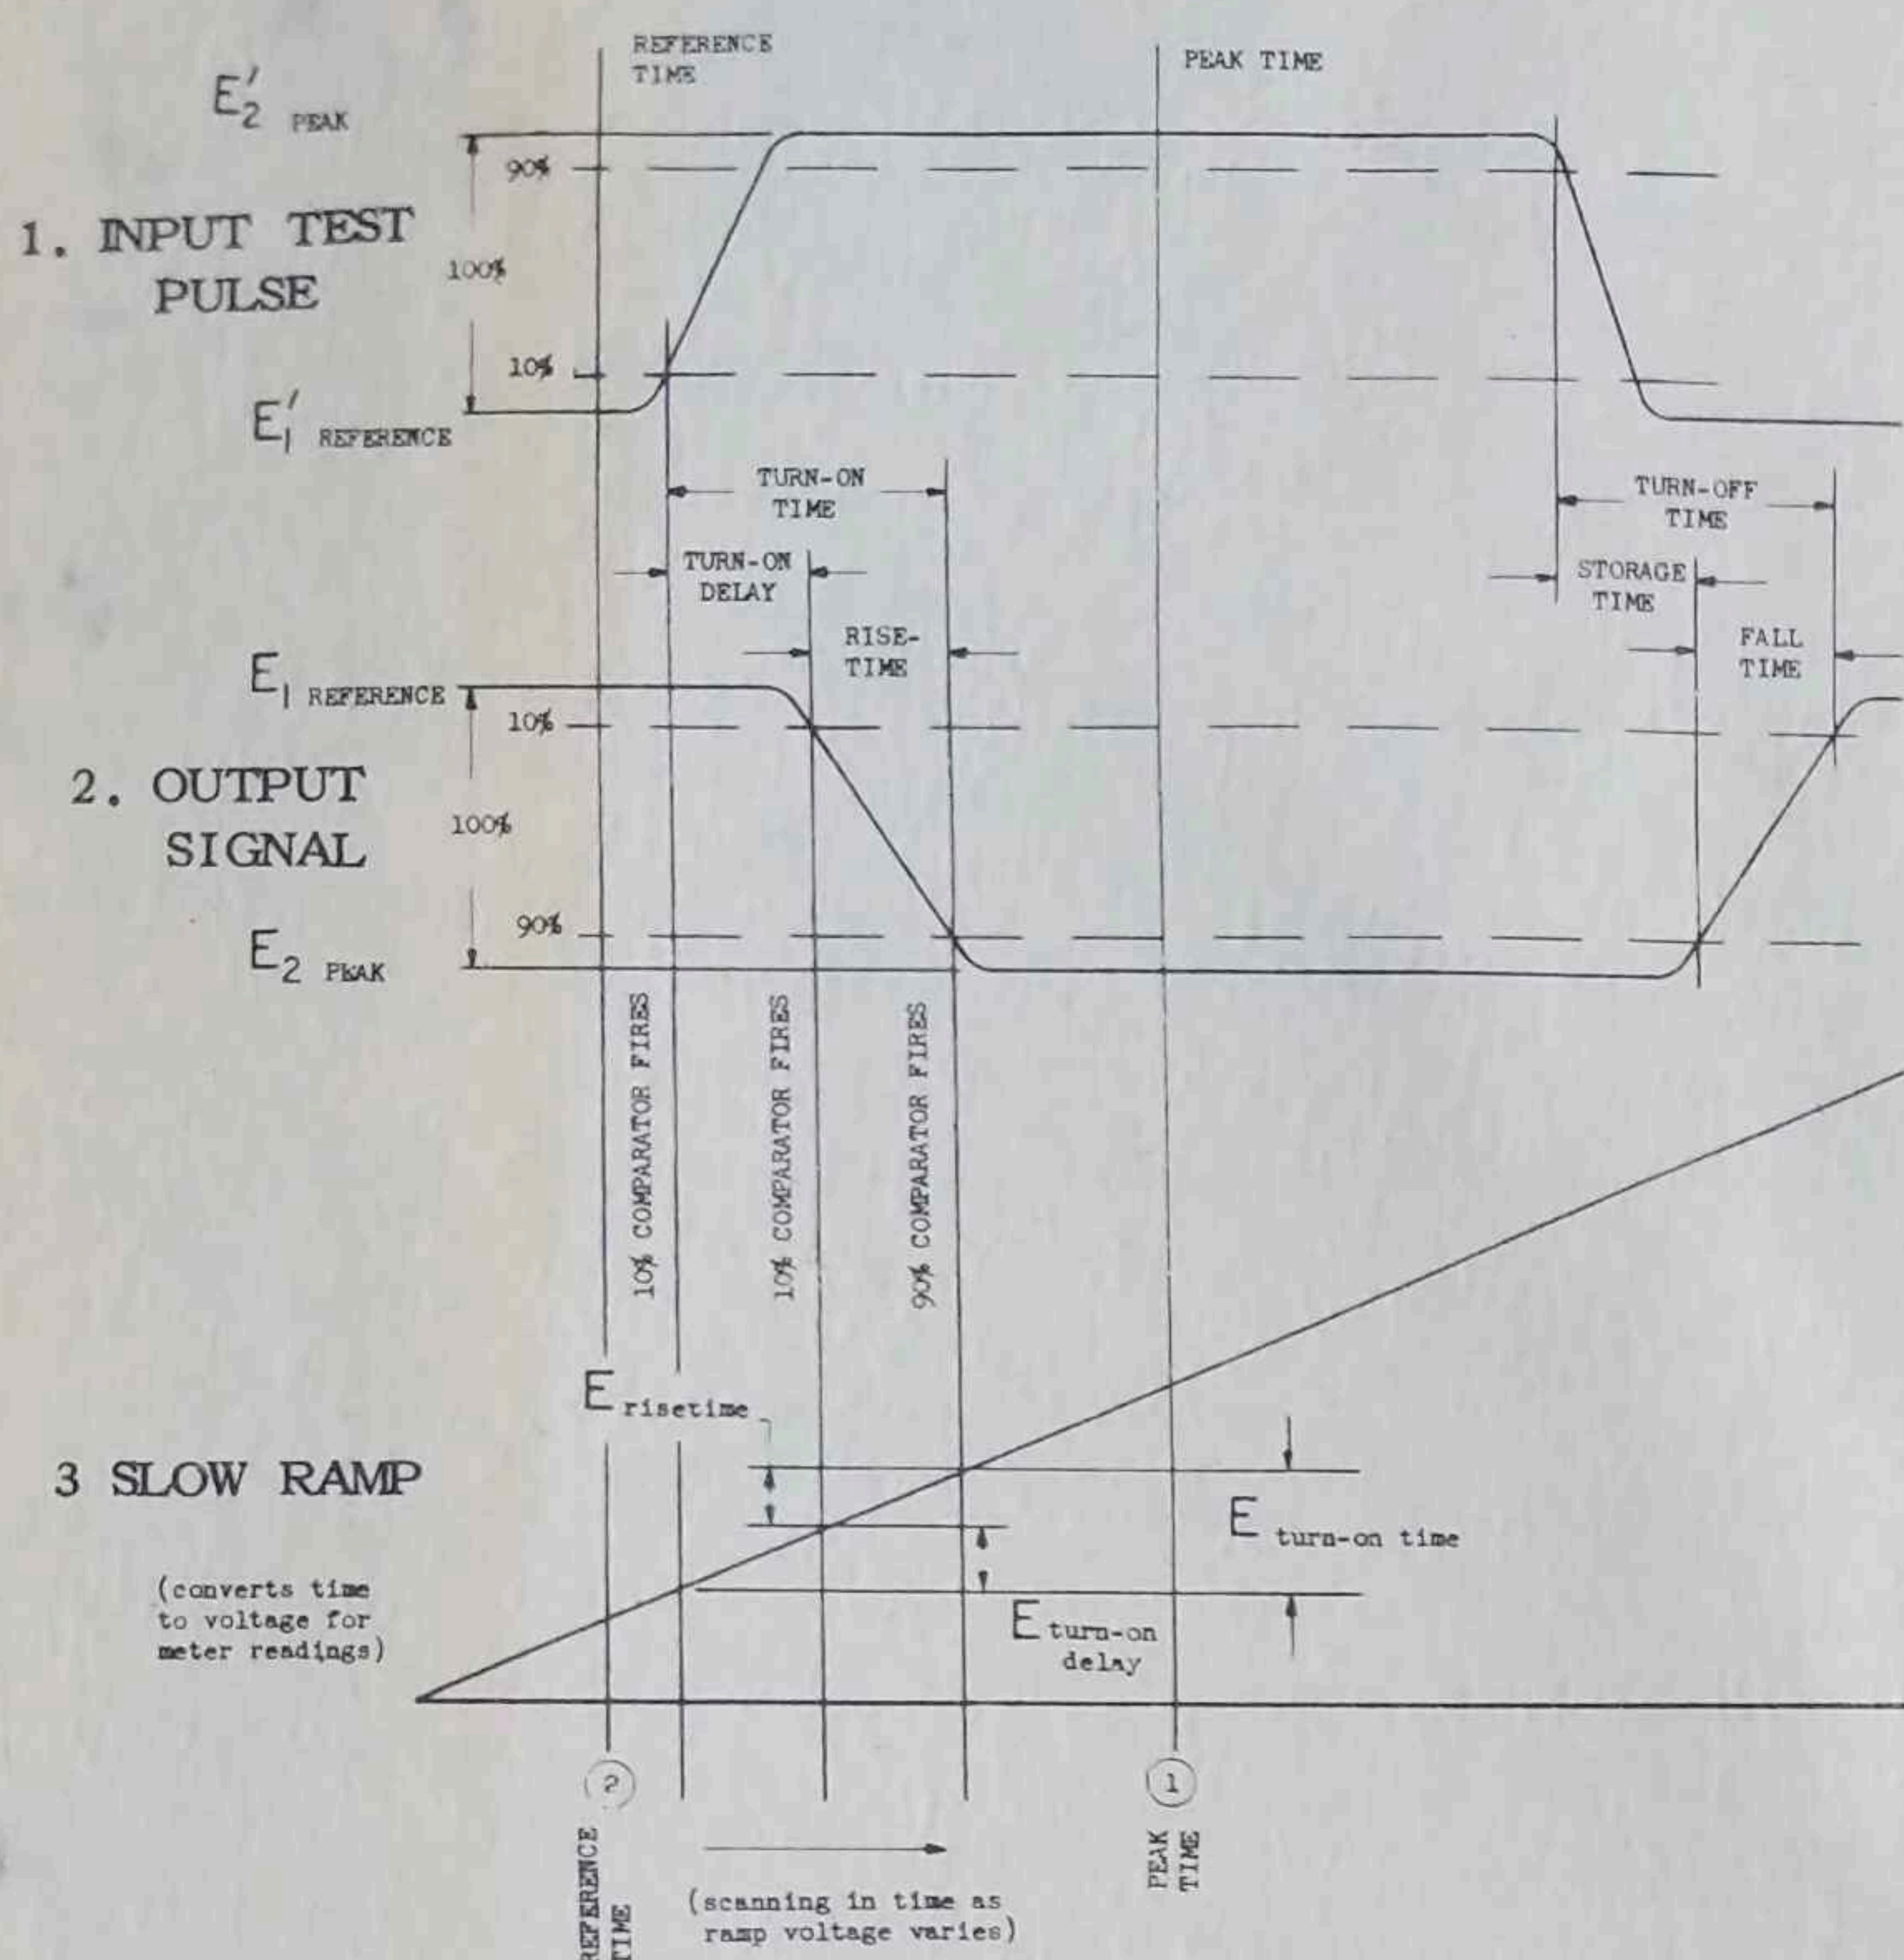 REFERENCE
TIME
PEAK TIME
E₂′ PEAK
90%
1. INPUT TEST
PULSE
100%
10%
E₁′ REFERENCE
TURN-ON
TIME
TURN-OFF
TIME
TURN-ON
DELAY
STORAGE
TIME
RISE-
TIME
FALL
TIME
E₁ REFERENCE
10%
2. OUTPUT
SIGNAL
100%
90%
E₂ PEAK
10% COMPARATOR FIRES
10% COMPARATOR FIRES
90% COMPARATOR FIRES
E risetime
3 SLOW RAMP
E turn-on time
(converts time
to voltage for
meter readings)
E turn-on
delay
2
1
REFERENCE
TIME
PEAK
TIME
(scanning in time as
ramp voltage varies)